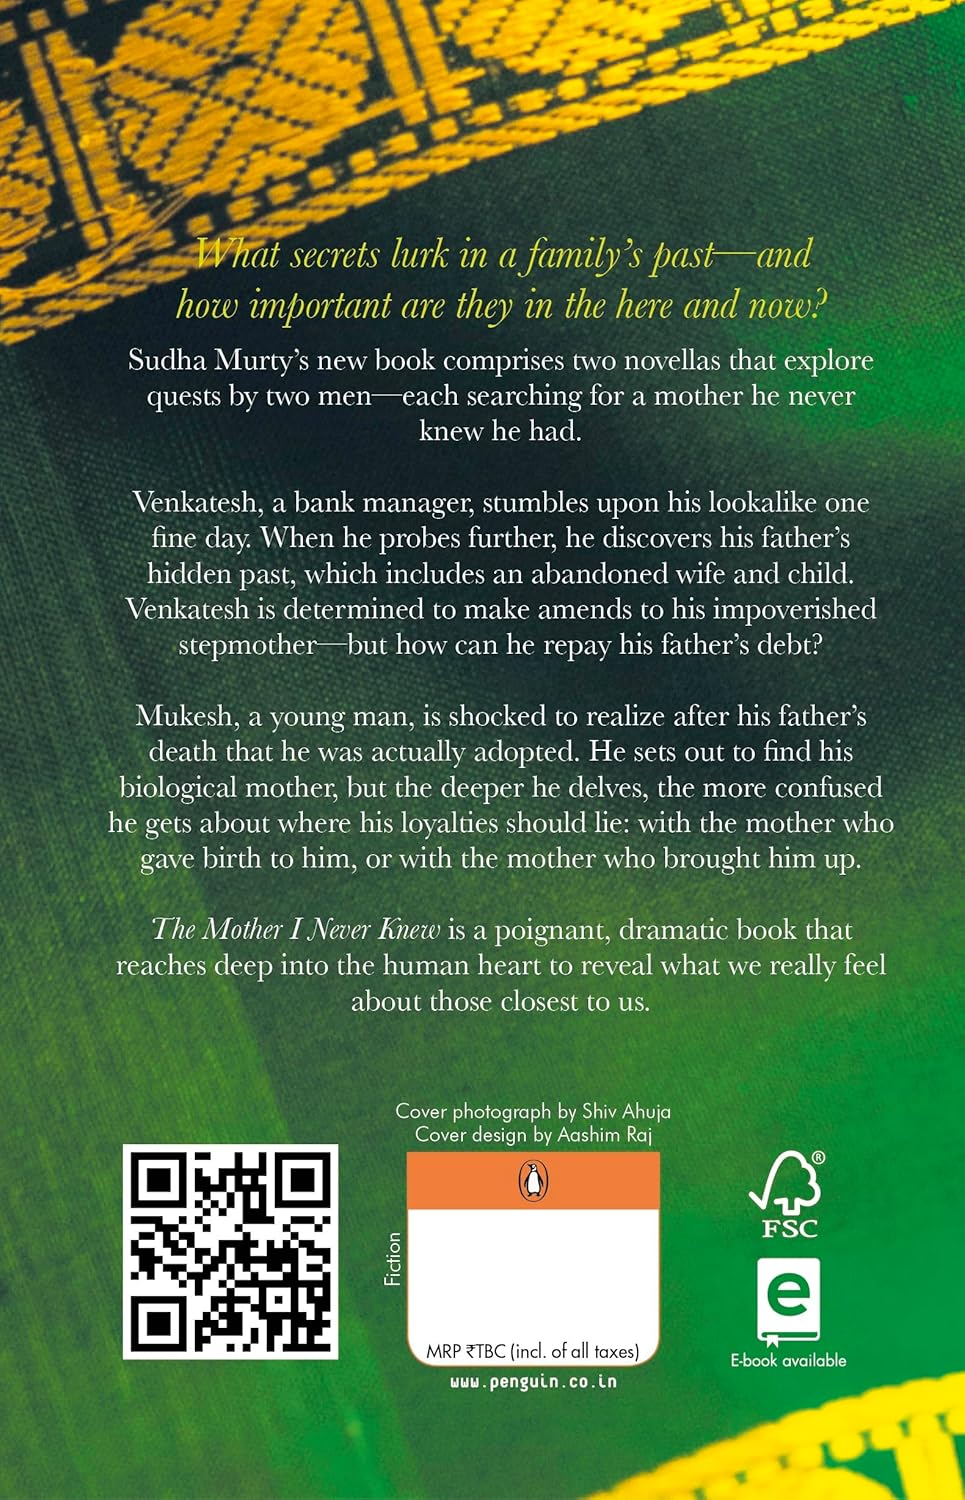 What secrets lurk in a family’s past—and
how important are they in the here and now?
Sudha Murty’s new book comprises two novellas that explore
quests by two men—each searching for a mother he never
knew he had.
Venkatesh, a bank manager, stumbles upon his lookalike one
fine day. When he probes further, he discovers his father’s
hidden past, which includes an abandoned wife and child.
Venkatesh is determined to make amends to his impoverished
stepmother—but how can he repay his father’s debt?
Mukesh, a young man, is shocked to realize after his father’s
death that he was actually adopted. He sets out to find his
biological mother, but the deeper he delves, the more confused
he gets about where his loyalties should lie: with the mother who
gave birth to him, or with the mother who brought him up.
The Mother I Never Knew is a poignant, dramatic book that
reaches deep into the human heart to reveal what we really feel
about those closest to us.
Cover photograph by Shiv Ahuja
Cover design by Aashim Raj
Fiction
MRP ₹TBC (incl. of all taxes)
www.penguin.co.in
®
FSC
e
E-book available